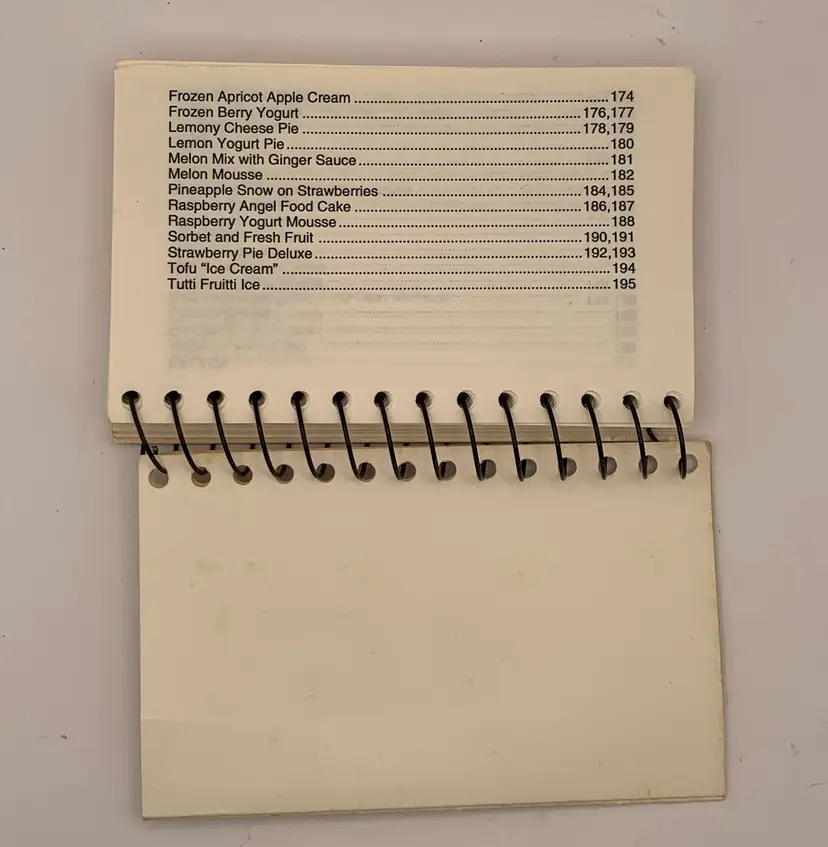 Frozen Apricot Apple Cream ........................................................................ 174
Frozen Berry Yogurt ................................................................................ 176,177
Lemony Cheese Pie ................................................................................ 178,179
Lemon Yogurt Pie ........................................................................................... 180
Melon Mix with Ginger Sauce ....................................................................... 181
Melon Mousse ................................................................................................. 182
Pineapple Snow on Strawberries ......................................................... 184,185
Raspberry Angel Food Cake ................................................................. 186,187
Raspberry Yogurt Mousse ............................................................................. 188
Sorbet and Fresh Fruit ........................................................................... 190,191
Strawberry Pie Deluxe ............................................................................ 192,193
Tofu “Ice Cream” ............................................................................................ 194
Tutti Fruitti Ice .................................................................................................. 195